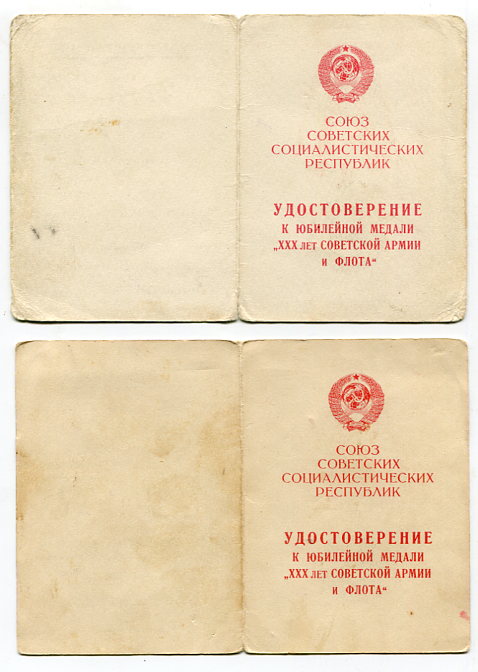 СОЮЗ
СОВЕТСКИХ
СОЦИАЛИСТИЧЕСКИХ
РЕСПУБЛИК
УДОСТОВЕРЕНИЕ
К ЮБИЛЕЙНОЙ МЕДАЛИ
„XXX ЛЕТ СОВЕТСКОЙ АРМИИ
И ФЛОТА“
СОЮЗ
СОВЕТСКИХ
СОЦИАЛИСТИЧЕСКИХ
РЕСПУБЛИК
УДОСТОВЕРЕНИЕ
К ЮБИЛЕЙНОЙ МЕДАЛИ
„XXX ЛЕТ СОВЕТСКОЙ АРМИИ
И ФЛОТА“